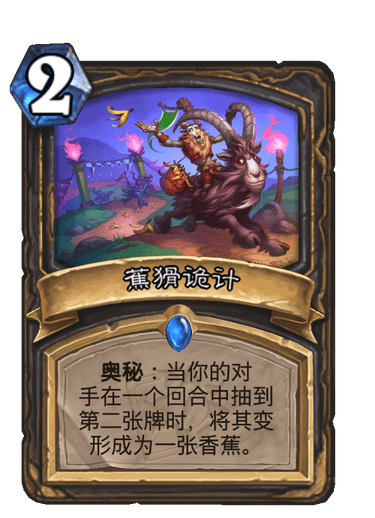 2
蕉猾诡计
奥秘：当你的对
手在一个回合中抽到
第二张牌时，将其变
形成为一张香蕉。